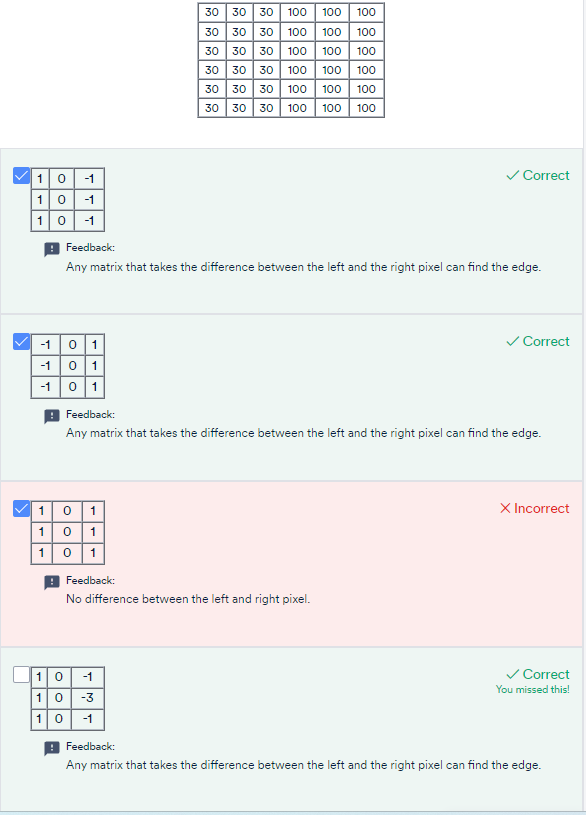 30 30 30 100 100 100
30 30 30 100 100 100
30 30 30 100 100 100
30 30 30 100 100 100
30 30 30 100 100 100
30 30 30 100 100 100
1 0 -1
Correct
1 0 -1
1 0 -1
Feedback:
Any matrix that takes the difference between the left and the right pixel can find the edge.
-1 0 1
Correct
-1 0 1
-1 0 1
Feedback:
Any matrix that takes the difference between the left and the right pixel can find the edge.
1 0 1
Incorrect
1 0 1
1 0 1
Feedback:
No difference between the left and right pixel.
1 0 -1
Correct
You missed this!
1 0 -3
1 0 -1
Feedback:
Any matrix that takes the difference between the left and the right pixel can find the edge.